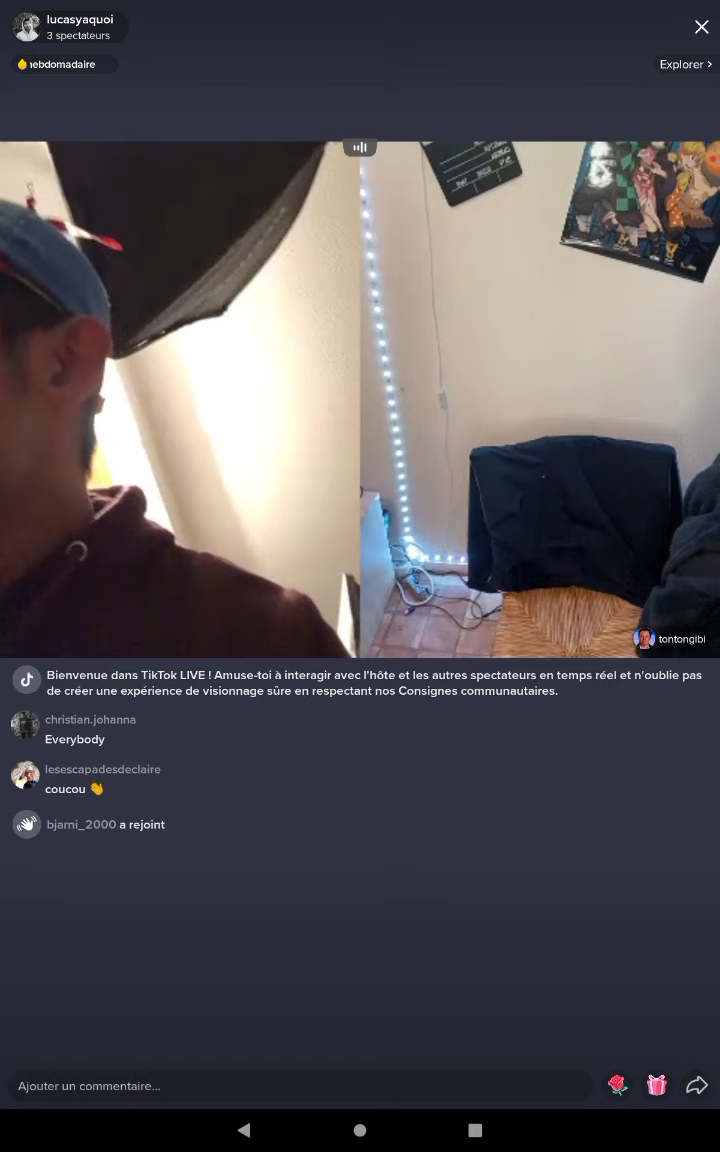 lucasyaquoi
3 spectateurs
hebdomadaire
Explorer >
tontongibi
Bienvenue dans TikTok LIVE ! Amuse-toi à interagir avec l'hôte et les autres spectateurs en temps réel et n'oublie pas
de créer une expérience de visionnage sûre en respectant nos Consignes communautaires.
christian.johanna
Everybody
lesescapadesdeclaire
coucou 👋
bjarni_2000 a rejoint
Ajouter un commentaire...